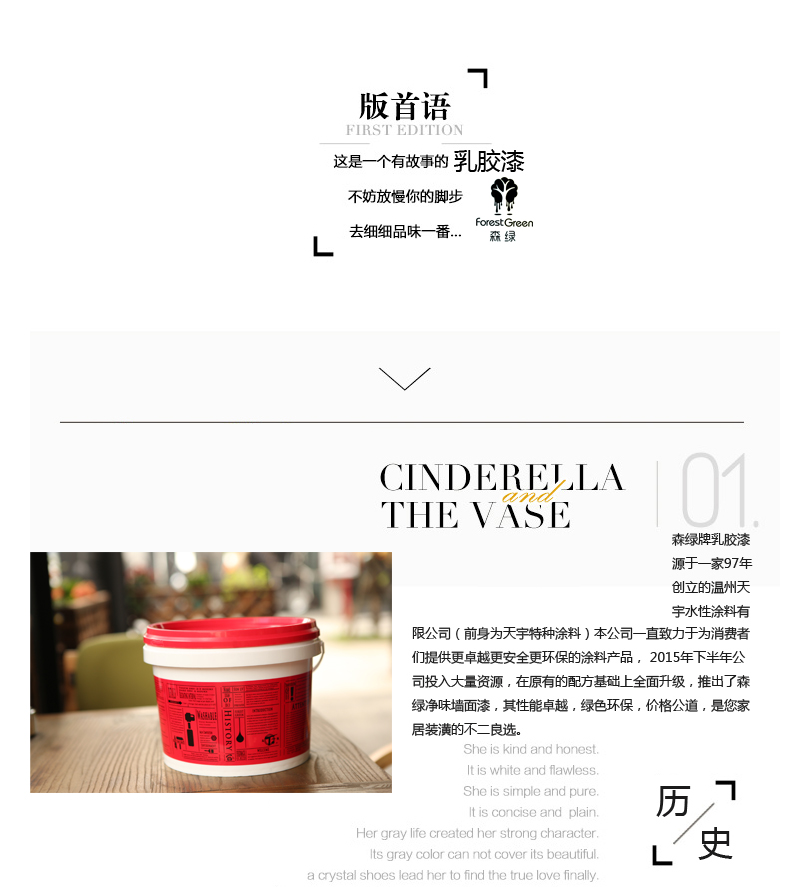 版首语
FIRST EDITION
这是一个有故事的 乳胶漆
不妨放慢你的脚步
ForestGreen
森绿
去细细品味一番...
CINDERELLA
and
THE VASE
01.
森绿牌乳胶漆
源于一家97年
创立的温州天
宇水性涂料有
限公司（前身为天宇特种涂料）本公司一直致力于为消费者
们提供更卓越更安全更环保的涂料产品， 2015年下半年公
司投入大量资源，在原有的配方基础上全面升级，推出了森
绿净味墙面漆，其性能卓越，绿色环保，价格公道，是您家
居装潢的不二良选。
WASHABLE
HISTORY
She is kind and honest.
It is white and flawless.
She is simple and pure.
It is concise and plain.
Her gray life created her strong character.
Its gray color can not cover its beautiful.
a crystal shoes lead her to find the true love finally.
历
史